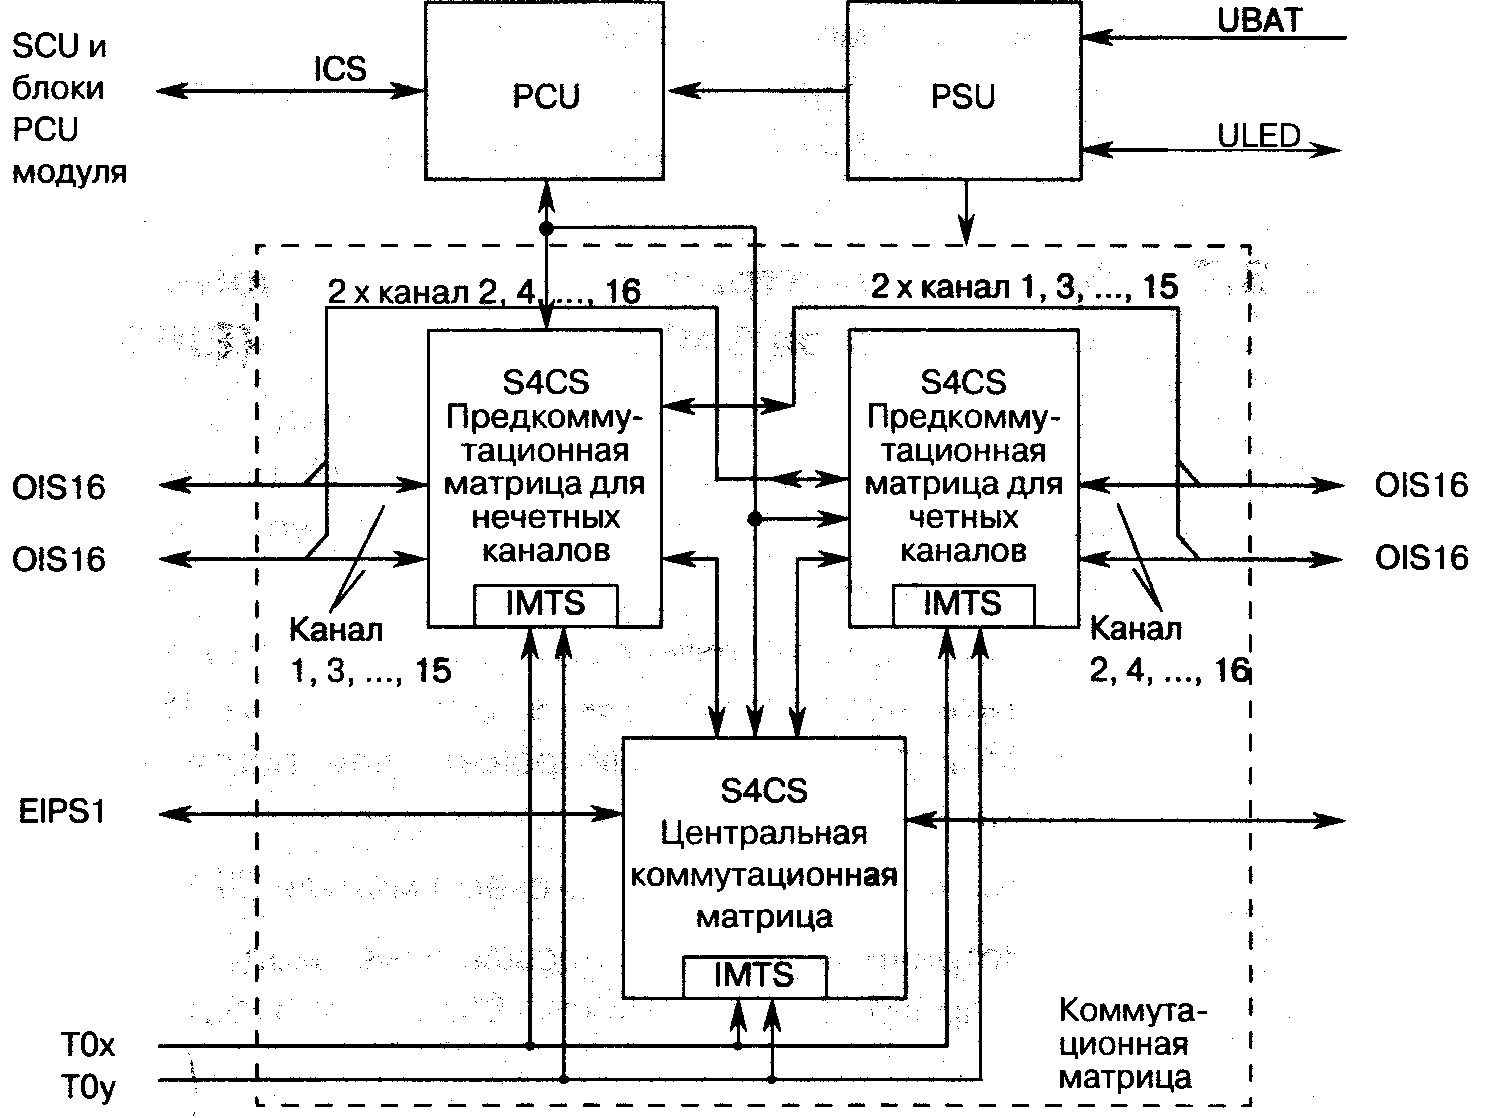 SCU и
блоки
PCU
модуля
ICS
PCU
PSU
UBAT
ULED
2 x канал 2, 4, ..., 16
2 x канал 1, 3, ..., 15
S4CS
Предкомму-
тационная
матрица для
нечетных
каналов
IMTS
S4CS
Предкомму-
тационная
матрица для
четных
каналов
IMTS
OIS16
OIS16
OIS16
OIS16
Канал
1, 3, ..., 15
Канал
2, 4, ..., 16
EIPS1
S4CS
Центральная
коммутационная
матрица
IMTS
T0x
T0y
Коммута-
ционная
матрица